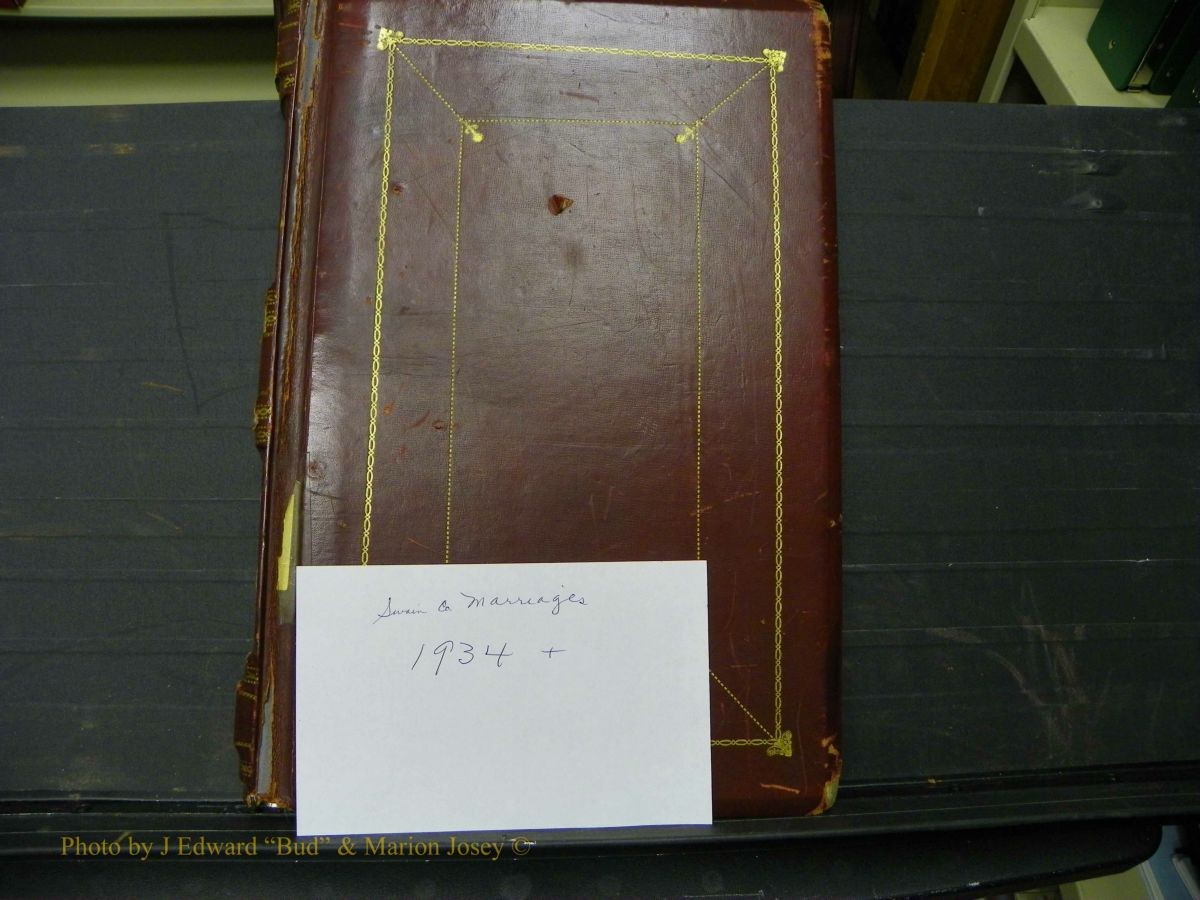 Swain Co Marriages
1934 +
Photo by J Edward “Bud” & Marion Josey ©